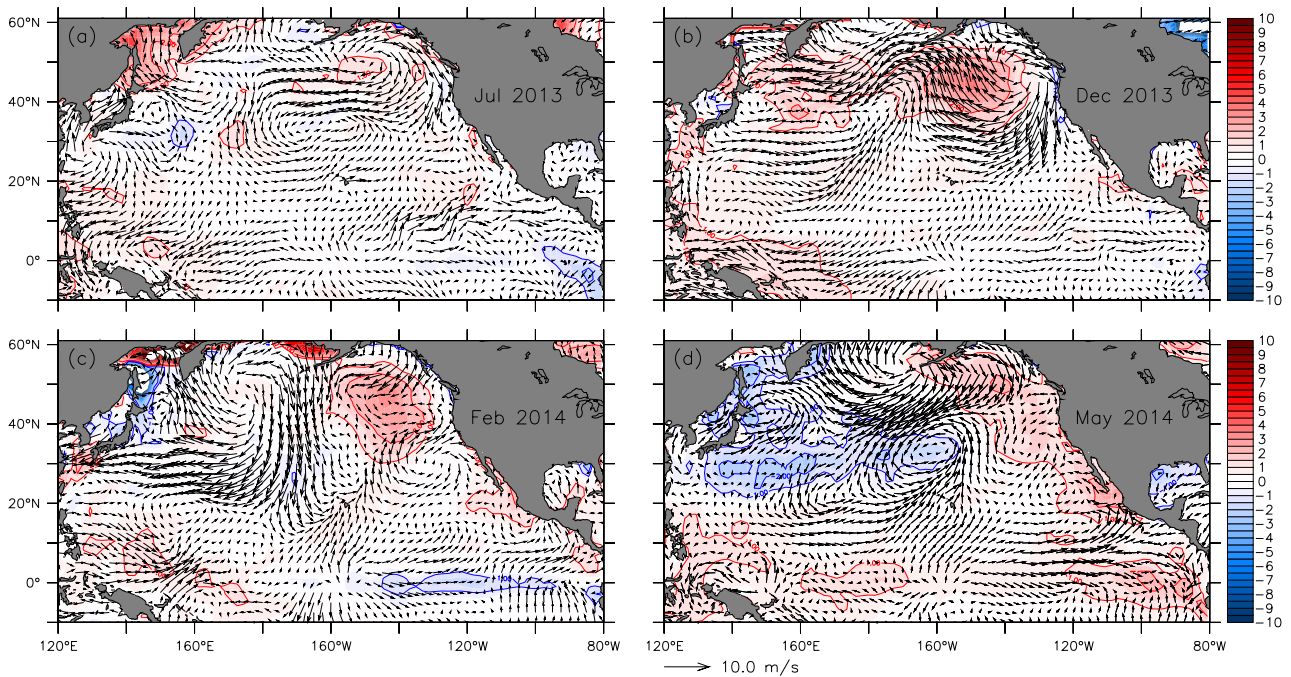 (a)
Jul 2013
60°N
40°N
20°N
0°
(b)
Dec 2013
10
9
8
7
6
5
4
3
2
1
0
−1
−2
−3
−4
−5
−6
−7
−8
−9
−10
(c)
Feb 2014
60°N
40°N
20°N
0°
120°E
160°E
160°W
120°W
80°W
(d)
May 2014
120°E
160°E
160°W
120°W
80°W
10
9
8
7
6
5
4
3
2
1
0
−1
−2
−3
−4
−5
−6
−7
−8
−9
−10
10.0 m/s